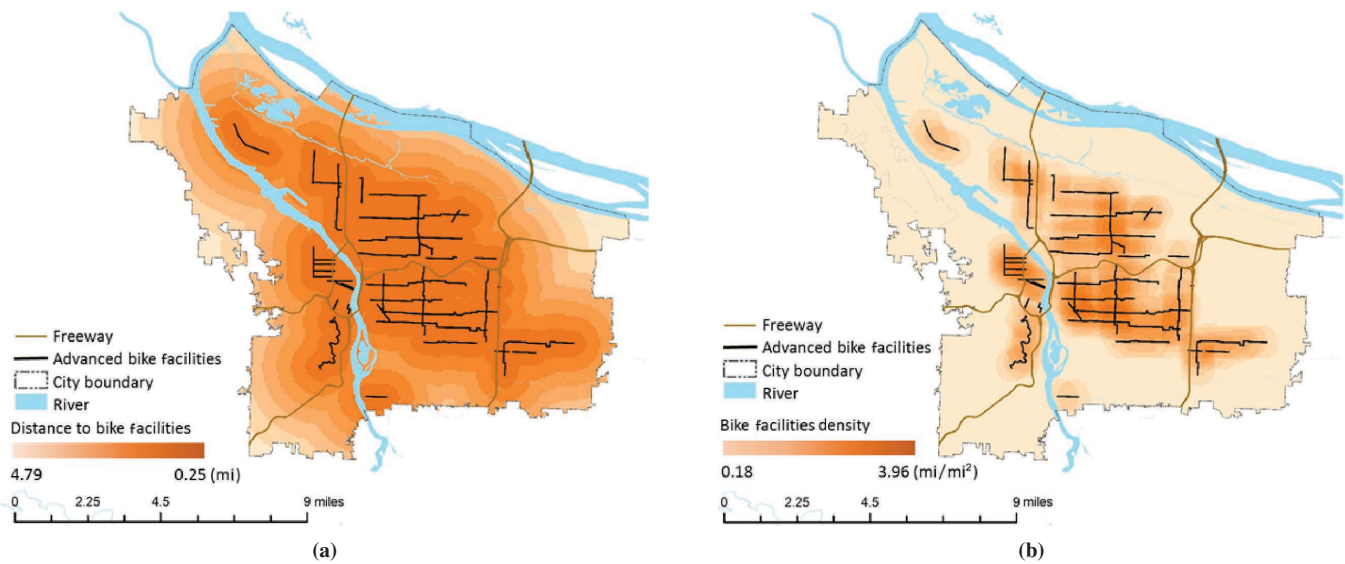 Freeway
Advanced bike facilities
City boundary
River
Distance to bike facilities
4.79 0.25 (mi)
0 2.25 4.5 9 miles
(a)
Freeway
Advanced bike facilities
City boundary
River
Bike facilities density
0.18 3.96 (mi/mi²)
0 2.25 4.5 9 miles
(b)